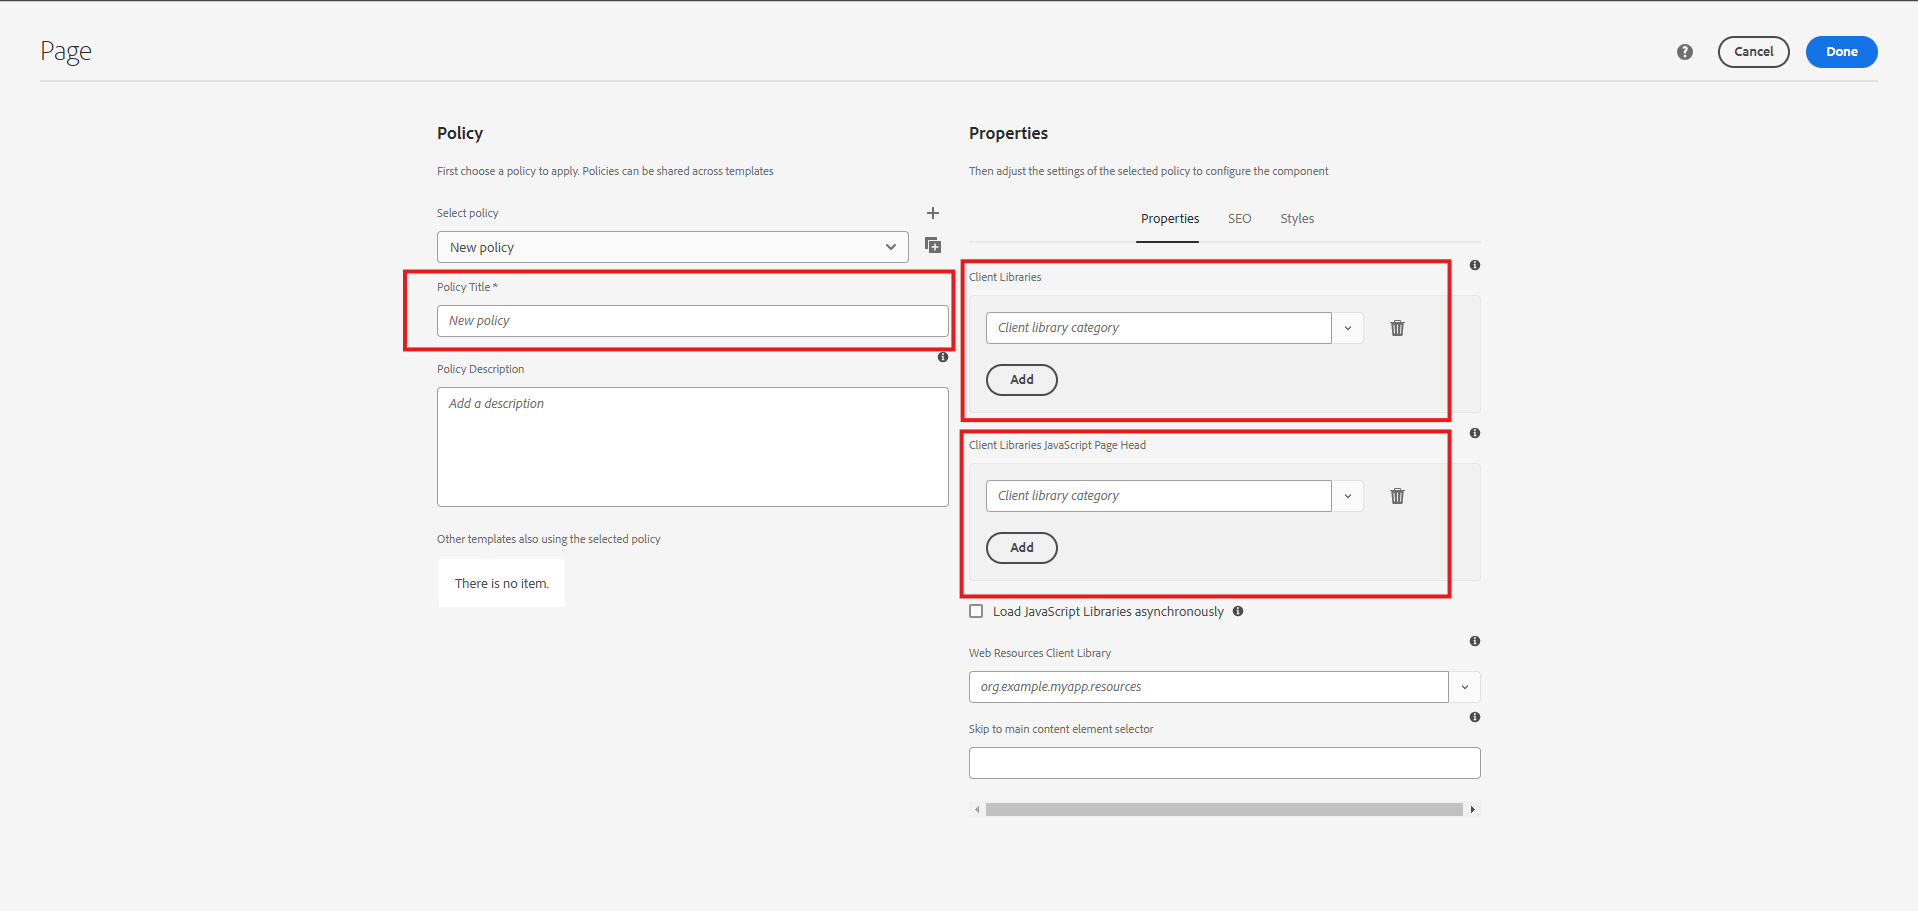 Page
Cancel
Done
Policy
First choose a policy to apply. Policies can be shared across templates
Select policy
New policy
Policy Title *
New policy
Policy Description
Add a description
Other templates also using the selected policy
There is no item.
Properties
Then adjust the settings of the selected policy to configure the component
Properties SEO Styles
Client Libraries
Client library category
Add
Client Libraries JavaScript Page Head
Client library category
Add
Load JavaScript Libraries asynchronously
Web Resources Client Library
org.example.myapp.resources
Skip to main content element selector